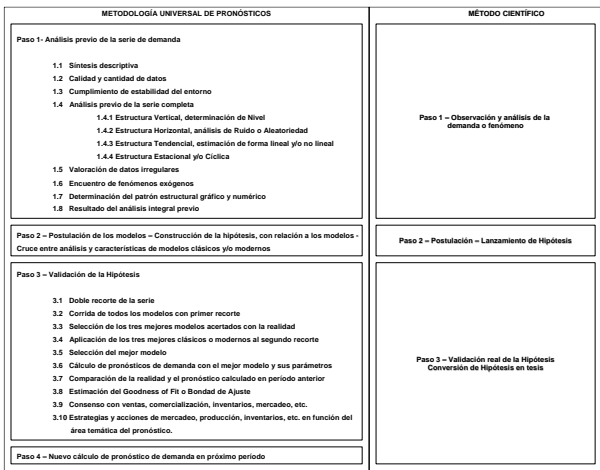 METODOLOGÍA UNIVERSAL DE PRONÓSTICOS
MÉTODO CIENTÍFICO
Paso 1- Análisis previo de la serie de demanda
1.1 Síntesis descriptiva
1.2 Calidad y cantidad de datos
1.3 Cumplimiento de estabilidad del entorno
1.4 Análisis previo de la serie completa
1.4.1 Estructura Vertical, determinación de Nivel
1.4.2 Estructura Horizontal, análisis de Ruido o Aleatoriedad
1.4.3 Estructura Tendencial, estimación de forma lineal y/o no lineal
1.4.4 Estructura Estacional y/o Cíclica
1.5 Valoración de datos irregulares
1.6 Encuentro de fenómenos exógenos
1.7 Determinación del patrón estructural gráfico y numérico
1.8 Resultado del análisis integral previo
Paso 1 – Observación y análisis de la
demanda o fenómeno
Paso 2 – Postulación de los modelos – Construcción de la hipótesis, con relación a los modelos -
Cruce entre análisis y características de modelos clásicos y/o modernos
Paso 2 – Postulación – Lanzamiento de Hipótesis
Paso 3 – Validación de la Hipótesis
3.1 Doble recorte de la serie
3.2 Corrida de todos los modelos con primer recorte
3.3 Selección de los tres mejores modelos acertados con la realidad
3.4 Aplicación de los tres mejores clásicos o modernos al segundo recorte
3.5 Selección del mejor modelo
3.6 Cálculo de pronósticos de demanda con el mejor modelo y sus parámetros
3.7 Comparación de la realidad y el pronóstico calculado en período anterior
3.8 Estimación del Goodness of Fit o Bondad de Ajuste
3.9 Consenso con ventas, comercialización, inventarios, mercadeo, etc.
3.10 Estrategias y acciones de mercadeo, producción, inventarios, etc. en función del
área temática del pronóstico.
Paso 3 – Validación real de la Hipótesis
Conversión de Hipótesis en tesis
Paso 4 – Nuevo cálculo de pronóstico de demanda en próximo período